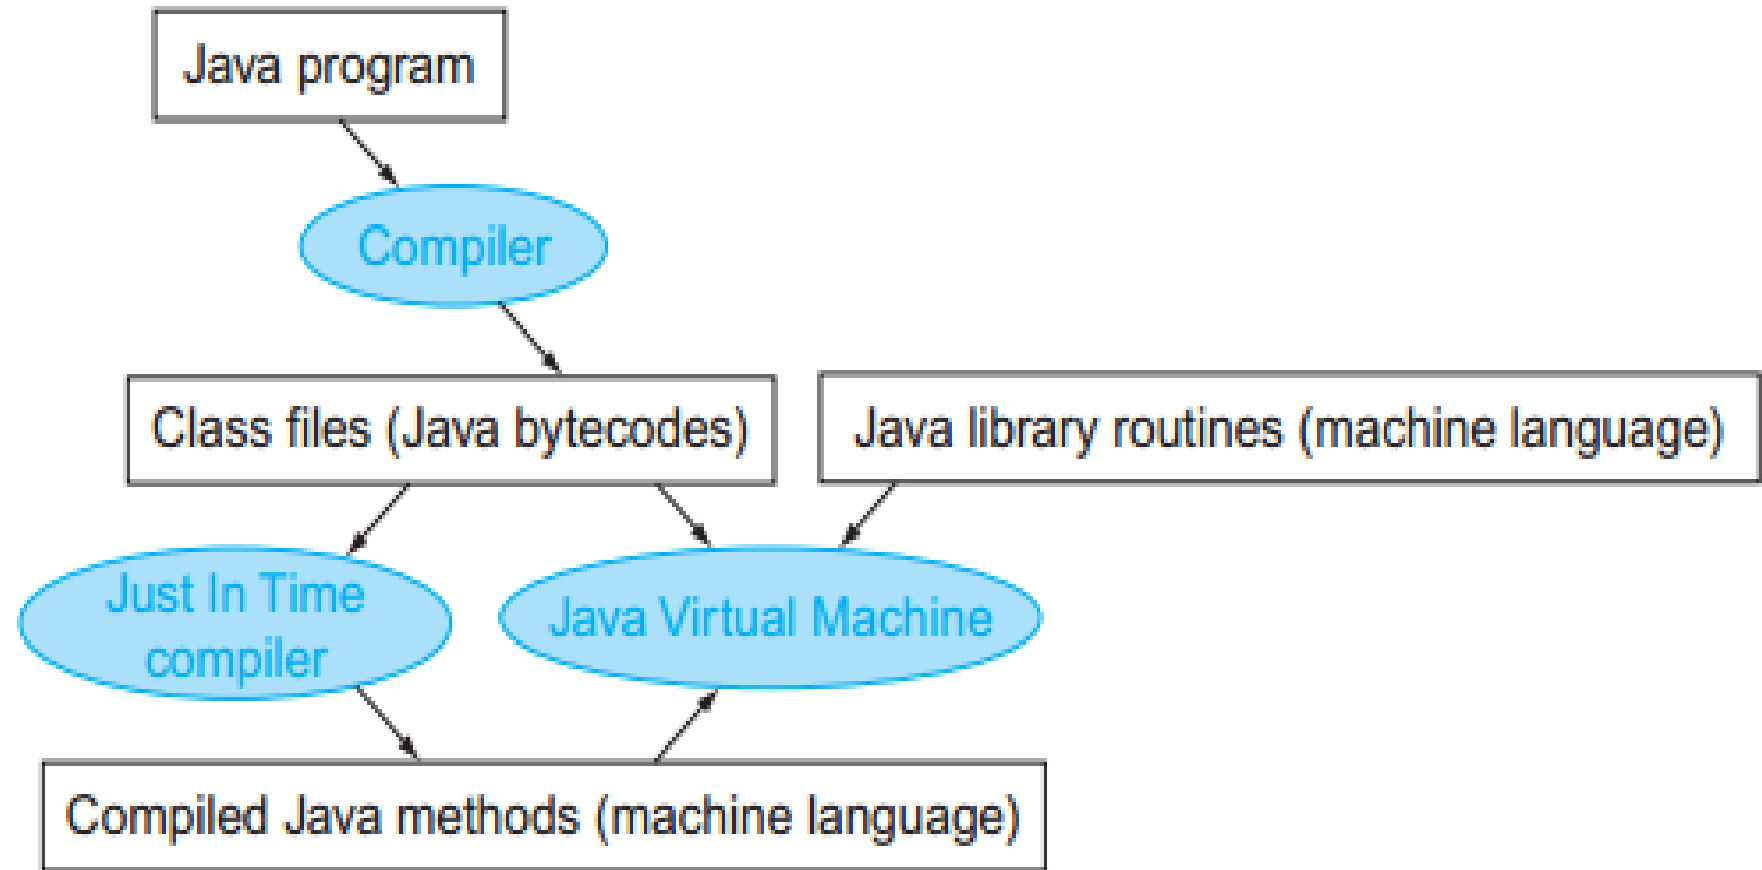 Java program
Compiler
Class files (Java bytecodes)
Java library routines (machine language)
Just In Time
compiler
Java Virtual Machine
Compiled Java methods (machine language)